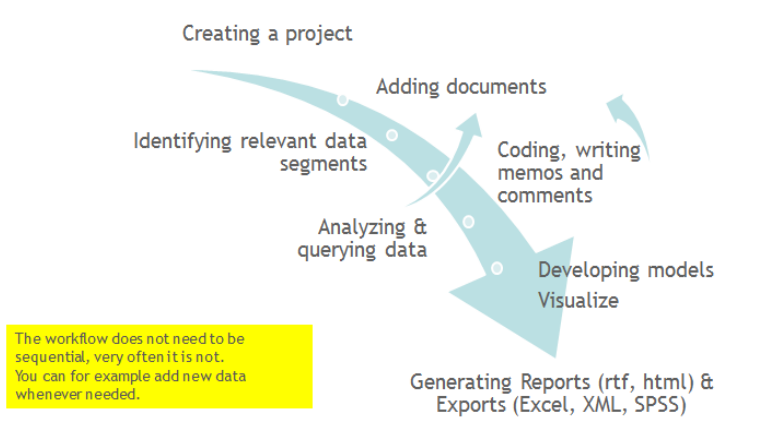 Creating a project
Adding documents
Identifying relevant data
segments
Coding, writing
memos and
comments
Analyzing &
querying data
Developing models
Visualize
The workflow does not need to be
sequential, very often it is not.
You can for example add new data
whenever needed.
Generating Reports (rtf, html) &
Exports (Excel, XML, SPSS)